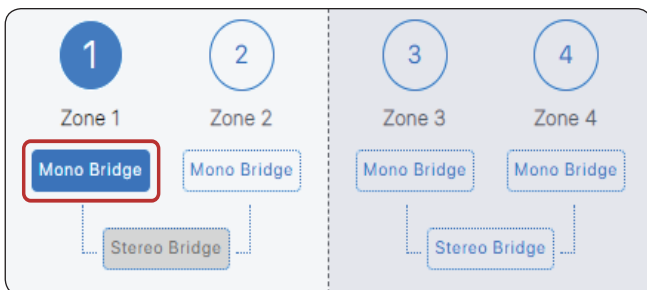 1 2 3 4
Zone 1 Zone 2 Zone 3 Zone 4
Mono Bridge Mono Bridge Mono Bridge Mono Bridge
Stereo Bridge Stereo Bridge